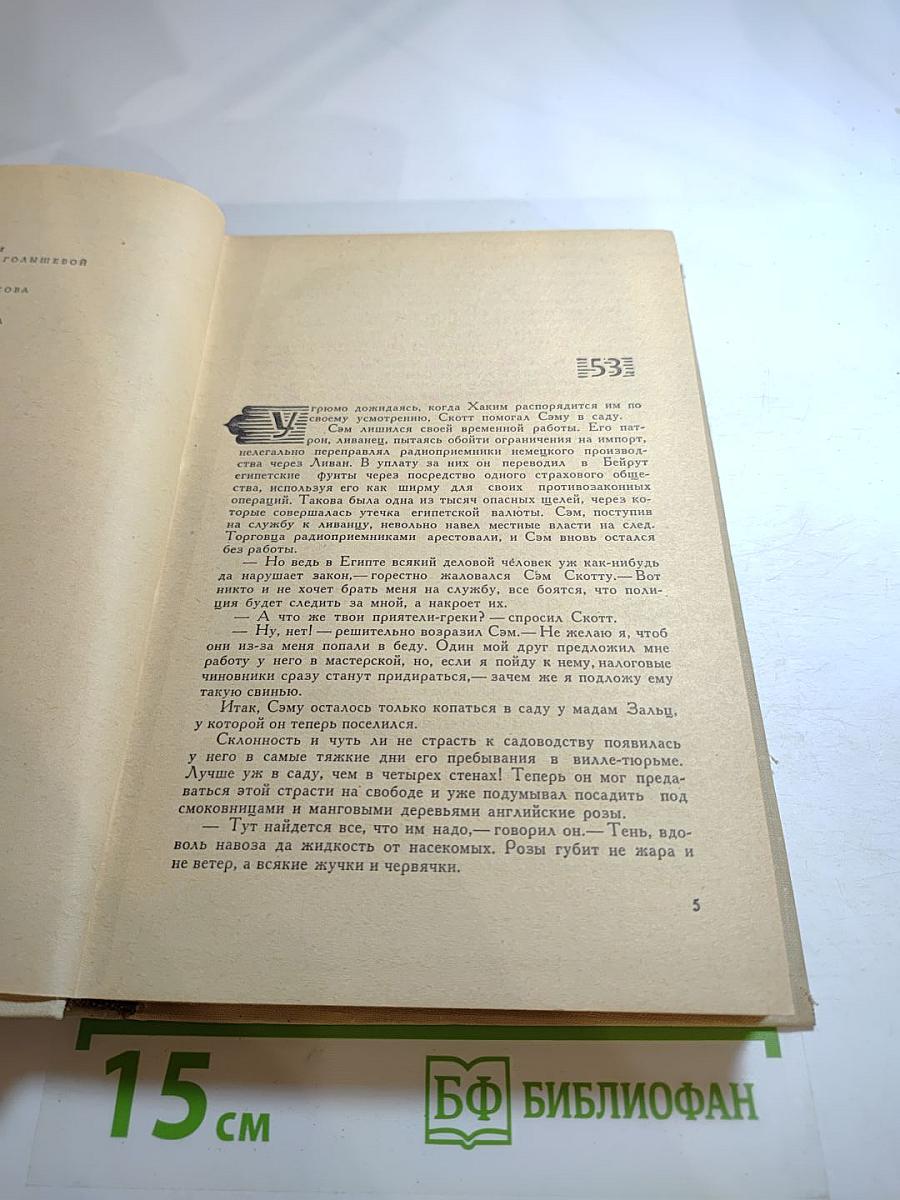 И
ГОЛЫШЕВОЙ
КОВА
А
53
Угрюмо дожидаясь, когда Хаким распорядится им по
своему усмотрению, Скотт помогал Сэму в саду.
Сэм лишился своей временной работы. Его пат-
рон, ливанец, пытаясь обойти ограничения на импорт,
нелегально переправлял радиоприемники немецкого производ-
ства через Ливан. В уплату за них он переводил в Бейрут
египетские фунты через посредство одного страхового обще-
ства, используя его как ширму для своих противозаконных
операций. Такова была одна из тысяч опасных щелей, через ко-
торые совершалась утечка египетской валюты. Сэм, поступив
на службу к ливанцу, невольно навел местные власти на след.
Торговца радиоприемниками арестовали, и Сэм вновь остался
без работы.
— Но ведь в Египте всякий деловой человек уж как-нибудь
да нарушает закон,— горестно жаловался Сэм Скотту.— Вот
никто и не хочет брать меня на службу, все боятся, что поли-
ция будет следить за мной, а накроет их.
— А что же твои приятели-греки? — спросил Скотт.
— Ну, нет! — решительно возразил Сэм.— Не желаю я, чтоб
они из-за меня попали в беду. Один мой друг предложил мне
работу у него в мастерской, но, если я пойду к нему, налоговые
чиновники сразу станут придираться,— зачем же я подложу ему
такую свинью.
Итак, Сэму осталось только копаться в саду у мадам Зальц,
у которой он теперь поселился.
Склонность и чуть ли не страсть к садоводству появилась
у него в самые тяжкие дни его пребывания в вилле-тюрьме.
Лучше уж в саду, чем в четырех стенах! Теперь он мог преда-
ваться этой страсти на свободе и уже подумывал посадить под
смоковницами и манговыми деревьями английские розы.
— Тут найдется все, что им надо,— говорил он.— Тень, вдо-
воль навоза да жидкость от насекомых. Розы губит не жара и
не ветер, а всякие жучки и червячки.
5
15 см
БФ БИБЛИОФАН